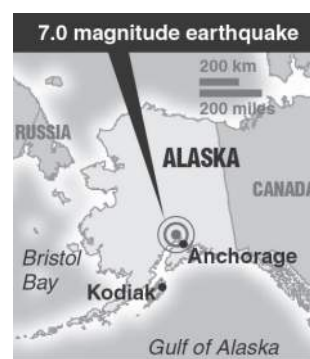 7.0 magnitude earthquake
200 km
200 miles
RUSSIA
ALASKA
CANADA
Bristol
Bay
Anchorage
Kodiak
Gulf of Alaska